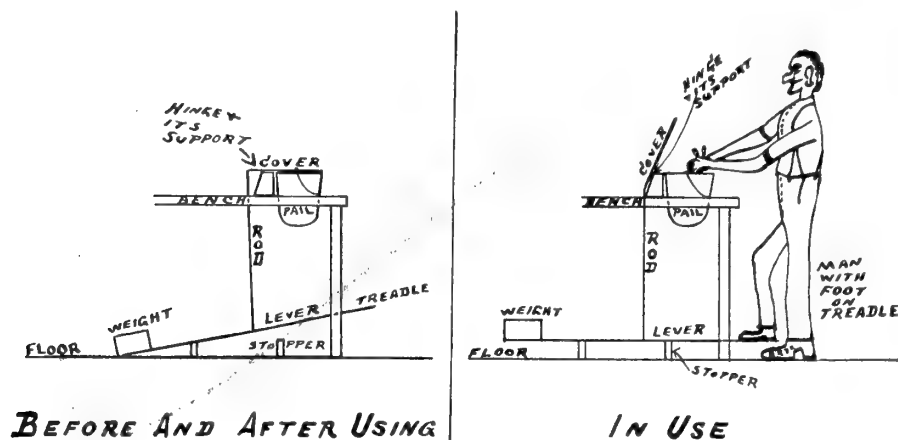 HINGE &
ITS
SUPPORT
COVER
BENCH
PAIL
ROD
TREADLE
LEVER
WEIGHT
STOPPER
FLOOR
BEFORE AND AFTER USING
HINGE
& ITS
SUPPORT
COVER
BENCH
PAIL
ROD
MAN
WITH
FOOT
ON
TREADLE
WEIGHT
LEVER
FLOOR
STOPPER
IN USE